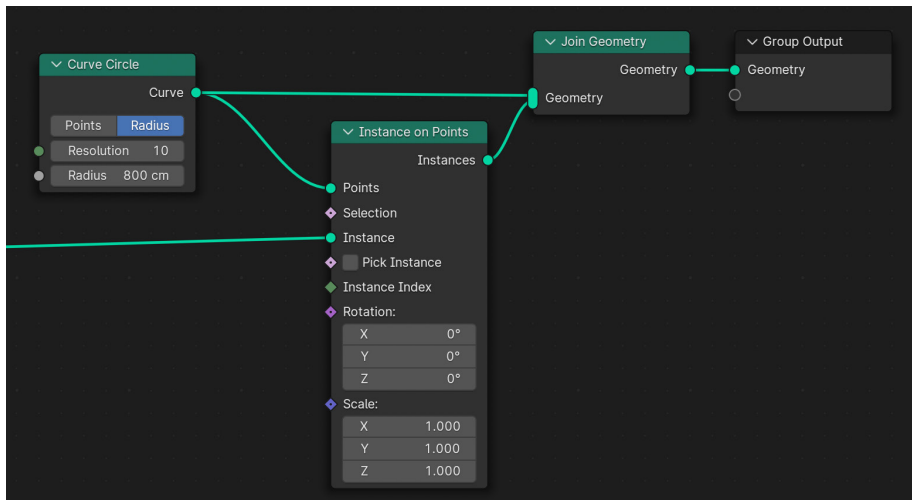 Curve Circle
Curve
Points Radius
Resolution 10
Radius 800 cm
Instance on Points
Instances
Points
Selection
Instance
Pick Instance
Instance Index
Rotation:
X 0°
Y 0°
Z 0°
Scale:
X 1.000
Y 1.000
Z 1.000
Join Geometry
Geometry
Geometry
Group Output
Geometry